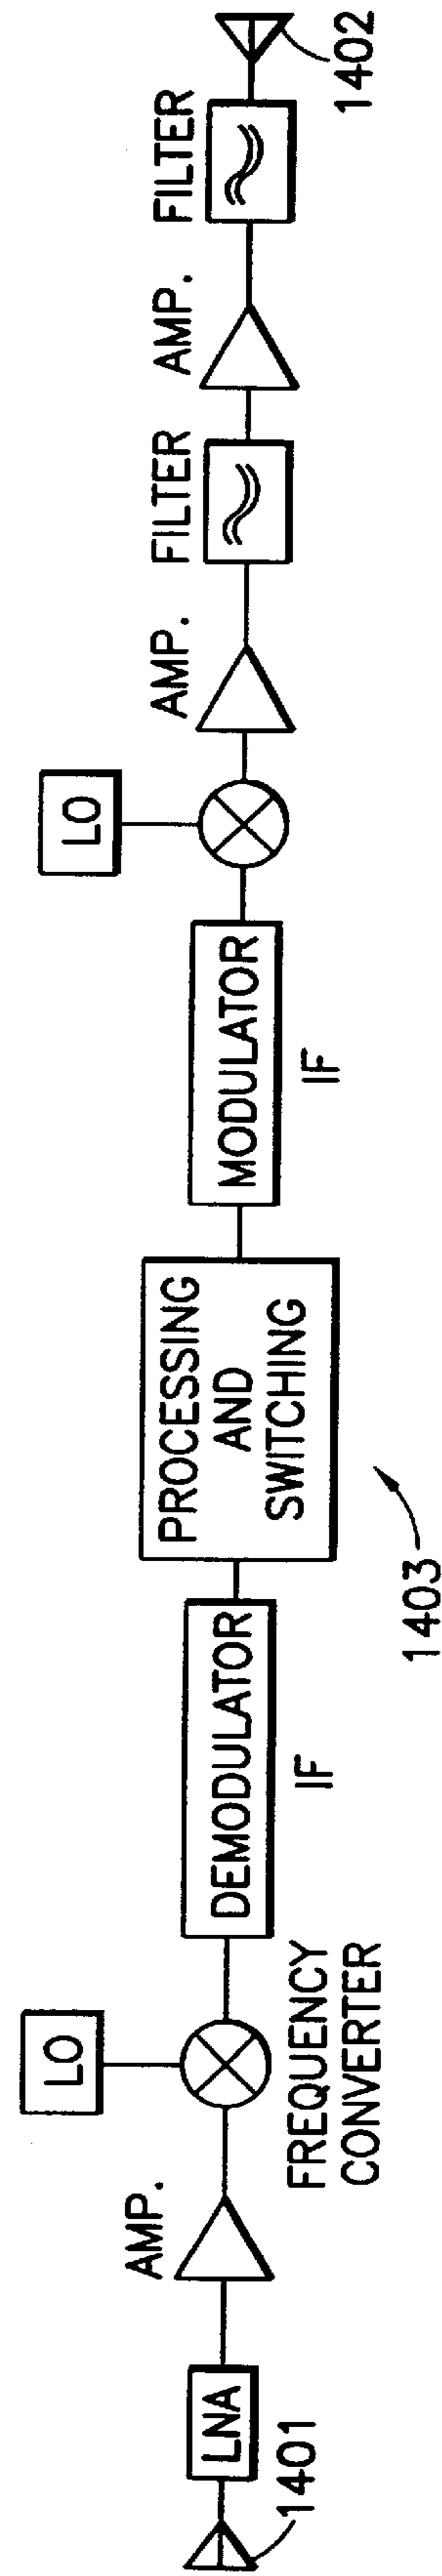 1401
LNA
AMP.
LO
FREQUENCY
CONVERTER
DEMODULATOR
IF
PROCESSING
AND
SWITCHING
1403
MODULATOR
IF
LO
AMP.
FILTER
AMP.
FILTER
1402